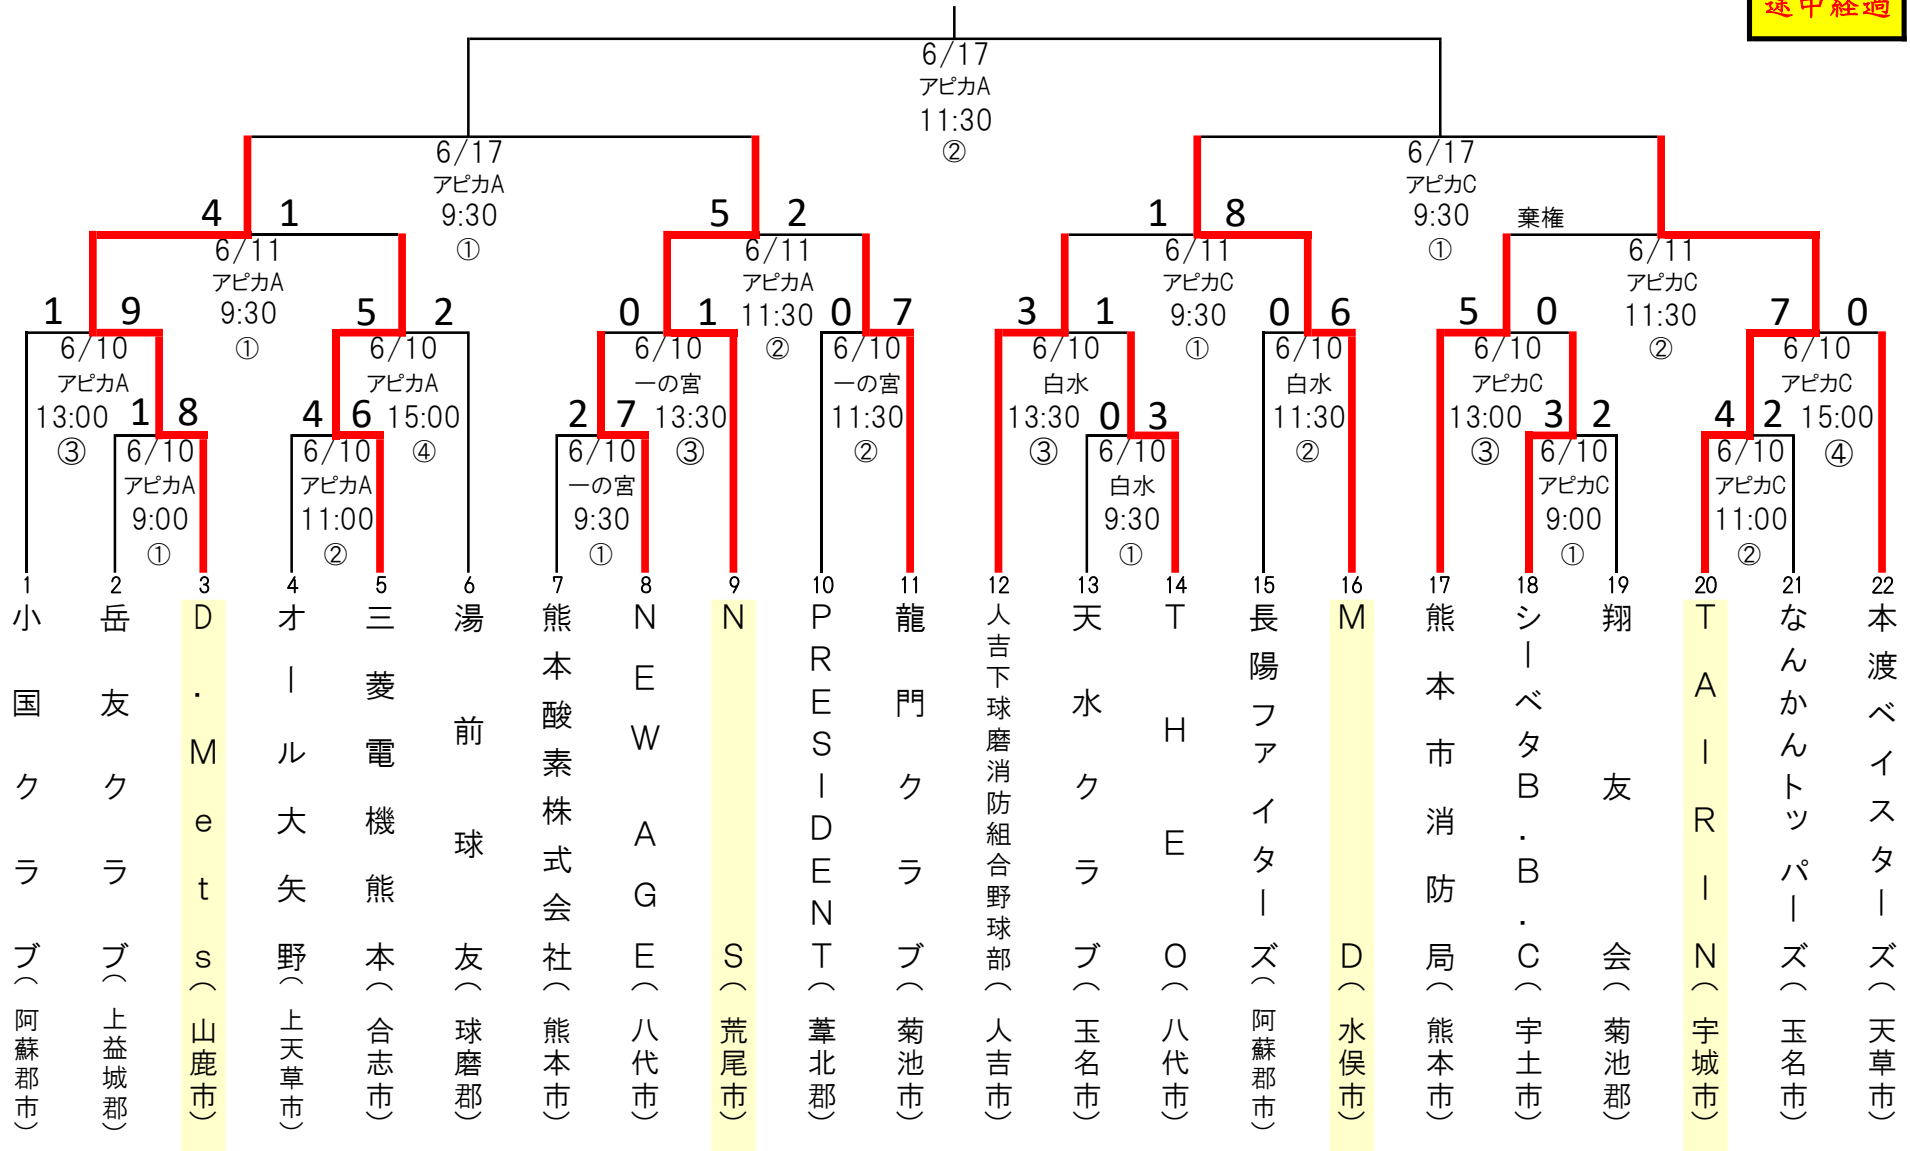 途中経過
6/17
アピカA
11:30
②
6/17
アピカA
9:30
①
6/17
アピカC
9:30
①
4 1
6/11
アピカA
9:30
①
5 2
6/11
アピカA
11:30
②
1 8
6/11
アピカC
9:30
①
棄権
6/11
アピカC
11:30
②
1 9
6/10
アピカA
13:00
③
5 2
6/10
アピカA
15:00
④
0 1
6/10
一の宮
13:30
③
0 7
6/10
一の宮
11:30
②
3 1
6/10
白水
13:30
③
0 6
6/10
白水
11:30
②
5 0
6/10
アピカC
13:00
③
7 0
6/10
アピカC
15:00
④
1 8
6/10
アピカA
9:00
①
4 6
6/10
アピカA
11:00
②
2 7
6/10
一の宮
9:30
①
0 3
6/10
白水
9:30
①
3 2
6/10
アピカC
9:00
①
4 2
6/10
アピカC
11:00
②
1 小国クラブ(阿蘇郡市)
2 岳友クラブ(上益城郡)
3 D.Mets(山鹿市)
4 オール大矢野(上天草市)
5 三菱電機熊本(合志市)
6 湯前球友(球磨郡)
7 熊本酸素株式会社(熊本市)
8 NEW AGE(八代市)
9 NS(荒尾市)
10 PRESIDENT(葦北郡)
11 龍門クラブ(菊池市)
12 人吉下球磨消防組合野球部(人吉市)
13 天水クラブ(玉名市)
14 THEO(八代市)
15 長陽ファイターズ(阿蘇郡市)
16 MD(水俣市)
17 熊本市消防局(熊本市)
18 シーベタB.B.C(宇土市)
19 翔友会(菊池郡)
20 TAIRIN(宇城市)
21 なんかんトッパーズ(玉名市)
22 本渡ベイスターズ(天草市)